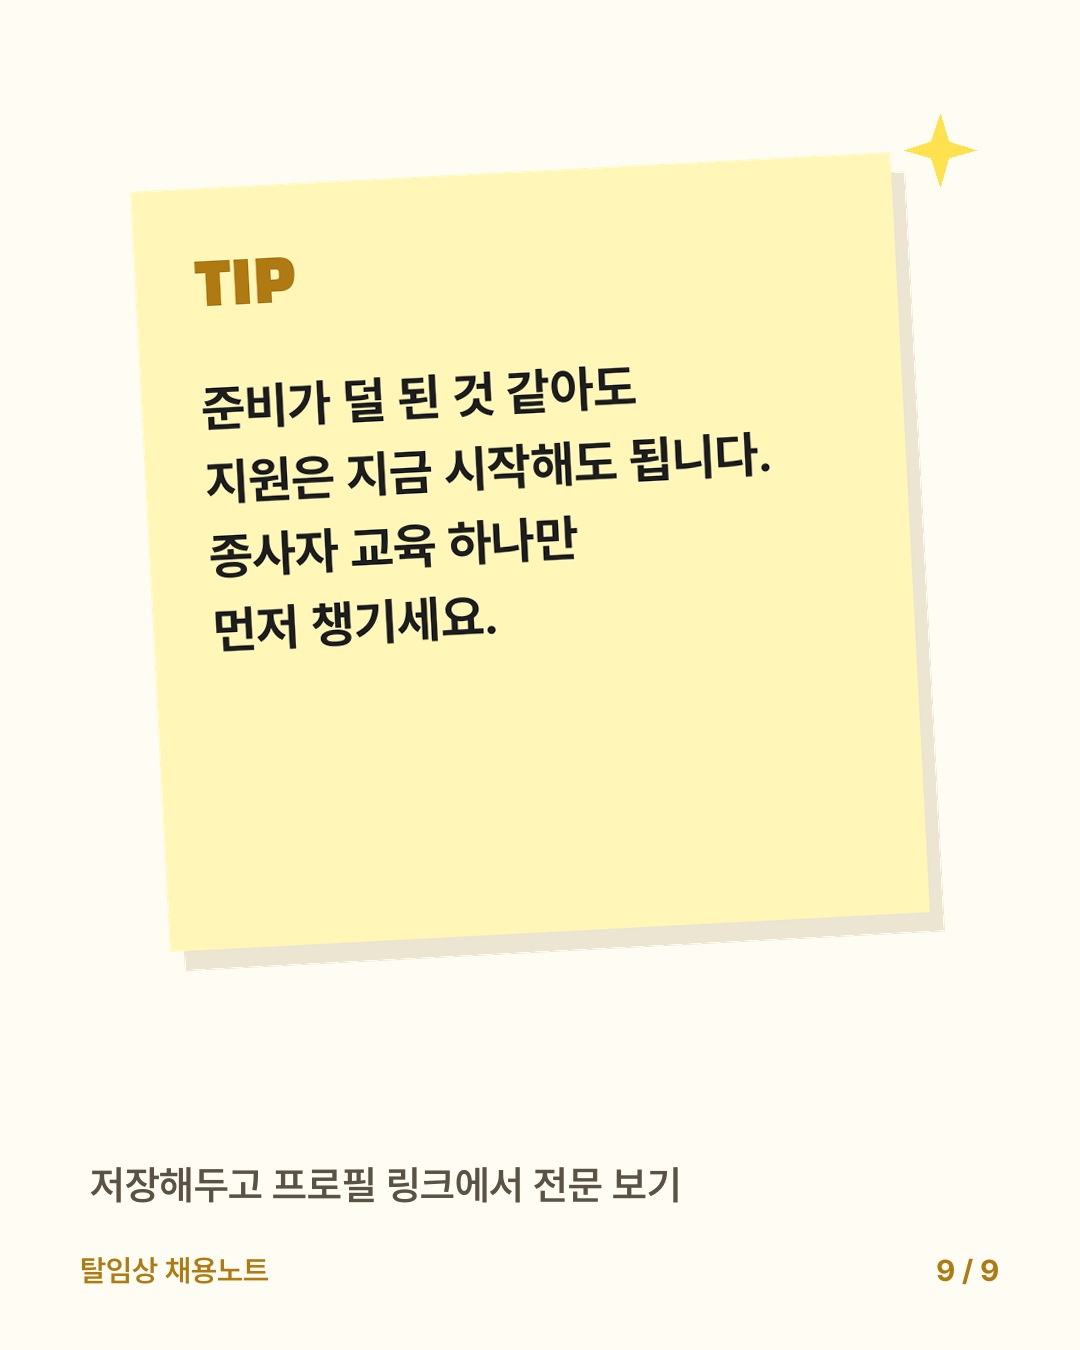 TIP
준비가 덜 된 것 같아도
지원은 지금 시작해도 됩니다.
종사자 교육 하나만
먼저 챙기세요.
저장해두고 프로필 링크에서 전문 보기
탈임상 채용노트
9 / 9